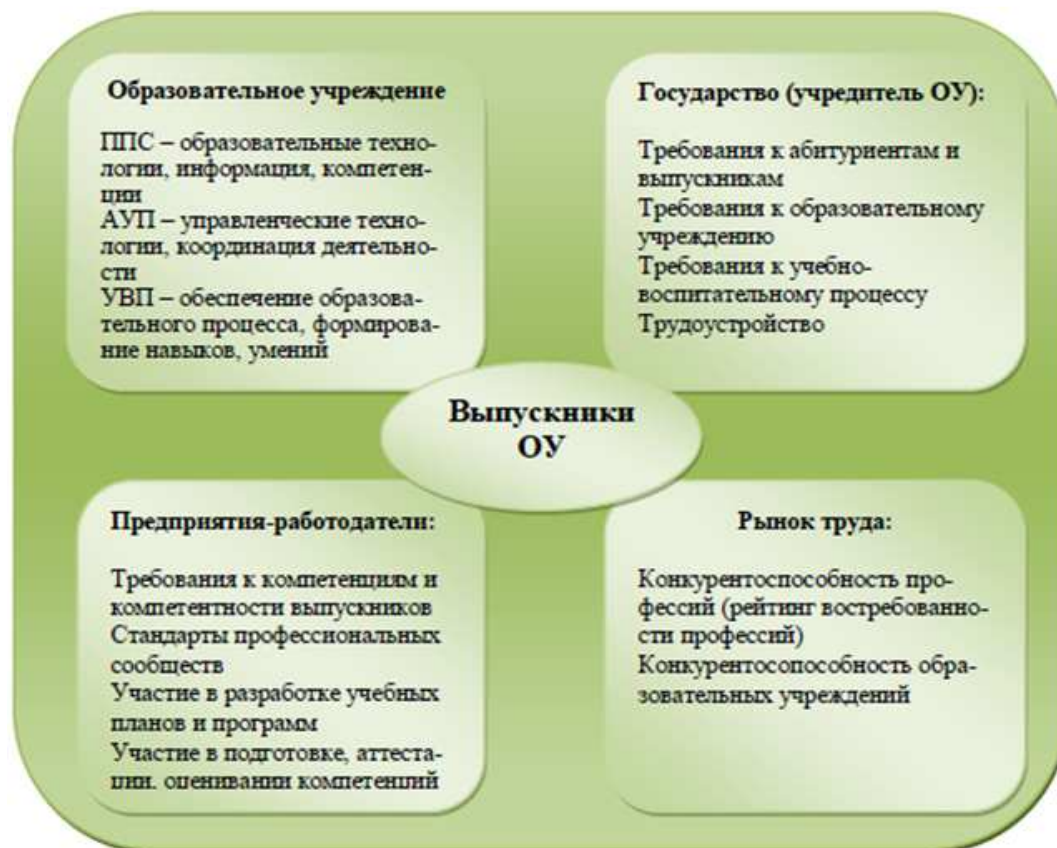 Образовательное учреждение
ППС – образовательные техно-
логии, информация, компетен-
ции
АУП – управленческие техно-
логии, координация деятельно-
сти
УВП – обеспечение образова-
тельного процесса, формирова-
ние навыков, умений
Государство (учредитель ОУ):
Требования к абитуриентам и
выпускникам
Требования к образовательному
учреждению
Требования к учебно-
воспитательному процессу
Трудоустройство
Выпускники
ОУ
Предприятия-работодатели:
Требования к компетенциям и
компетентности выпускников
Стандарты профессиональных
сообществ
Участие в разработке учебных
планов и программ
Участие в подготовке, аттеста-
ции, оценивании компетенций
Рынок труда:
Конкурентоспособность про-
фессий (рейтинг востребованно-
сти профессий)
Конкурентосопособность обра-
зовательных учреждений